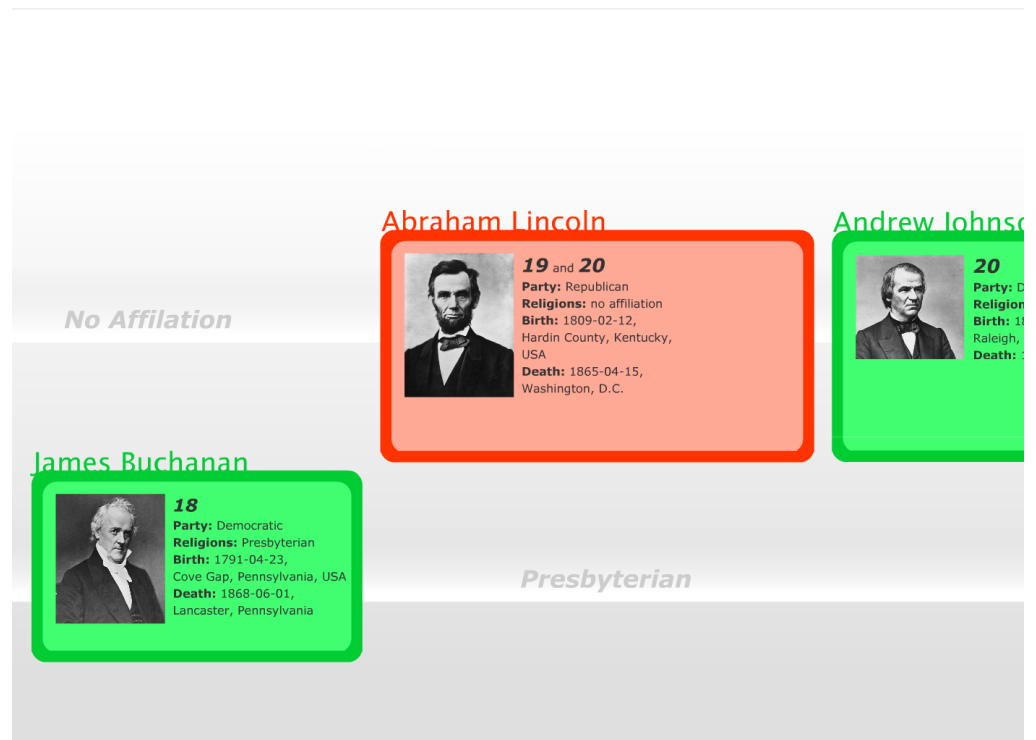 Abraham Lincoln
19 and 20
Party: Republican
Religions: no affiliation
Birth: 1809-02-12,
Hardin County, Kentucky,
USA
Death: 1865-04-15,
Washington, D.C.
Andrew Johnso
20
Party: D
Religion
Birth: 18
Raleigh,
Death: 1
No Affilation
James Buchanan
18
Party: Democratic
Religions: Presbyterian
Birth: 1791-04-23,
Cove Gap, Pennsylvania, USA
Death: 1868-06-01,
Lancaster, Pennsylvania
Presbyterian